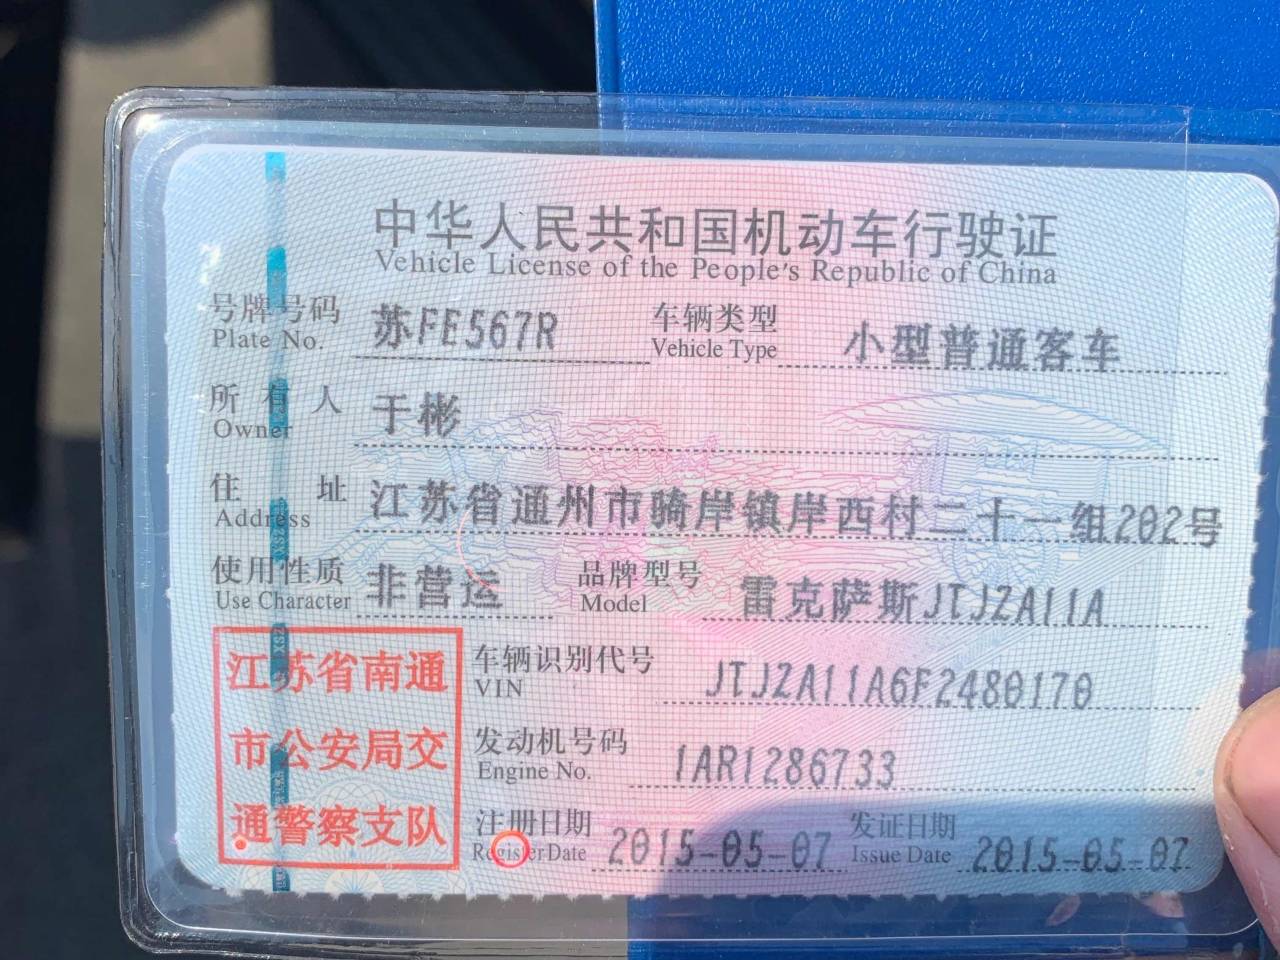 中华人民共和国机动车行驶证
Vehicle License of the People's Republic of China
号牌号码 苏FE567R 车辆类型 小型普通客车
Plate No. Vehicle Type
所有人 于彬
Owner
住址 江苏省通州市骑岸镇岸西村二十一组202号
Address
使用性质 非营运 品牌型号 雷克萨斯JTJZA11A
Use Character Model
江苏省南通
市公安局交
通警察支队
车辆识别代号 JTJZA11A6F2480170
VIN
发动机号码 1AR1286733
Engine No.
注册日期 2015-05-07 发证日期 2015-05-07
Register Date Issue Date